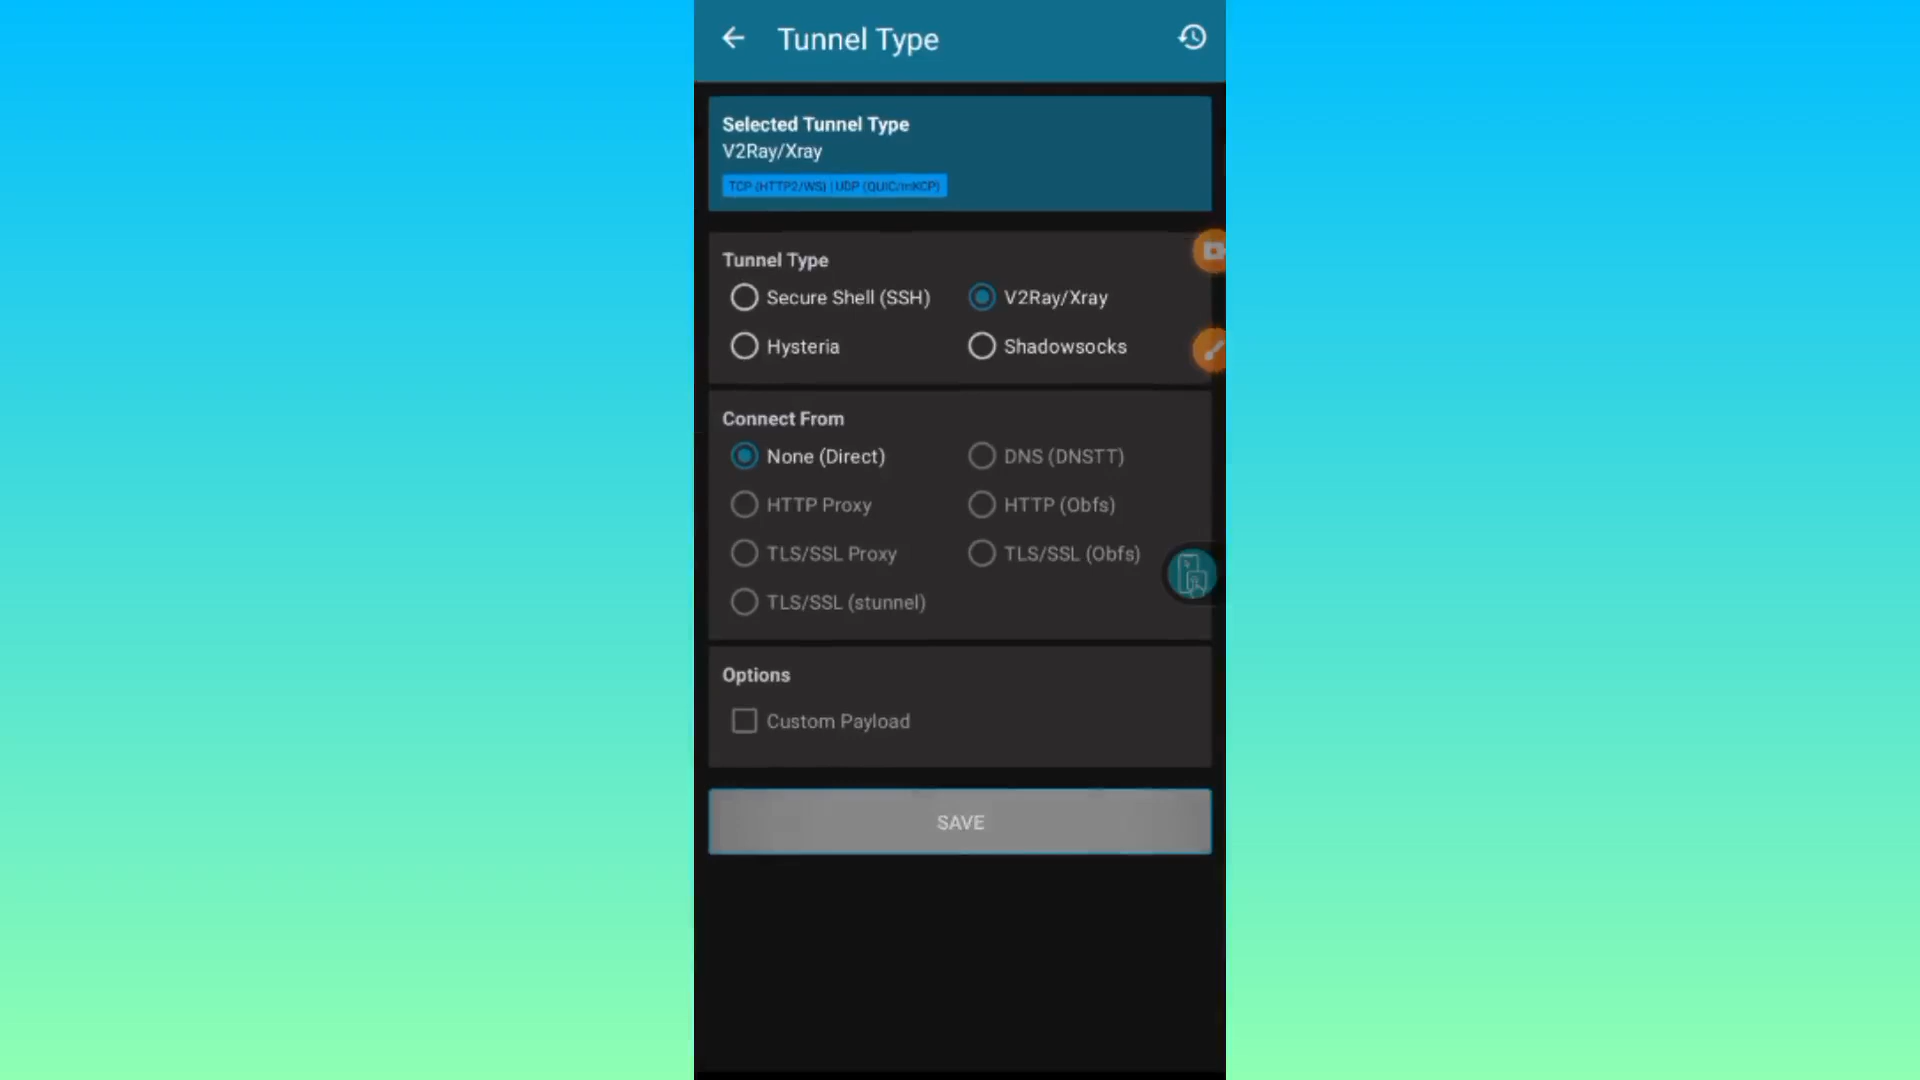 Tunnel Type
Selected Tunnel Type
V2Ray/Xray
TCP (HTTP2/WS) | UDP (QUIC/mKCP)
Tunnel Type
Secure Shell (SSH)
V2Ray/Xray
Hysteria
Shadowsocks
Connect From
None (Direct)
DNS (DNSTT)
HTTP Proxy
HTTP (Obfs)
TLS/SSL Proxy
TLS/SSL (Obfs)
TLS/SSL (stunnel)
Options
Custom Payload
SAVE